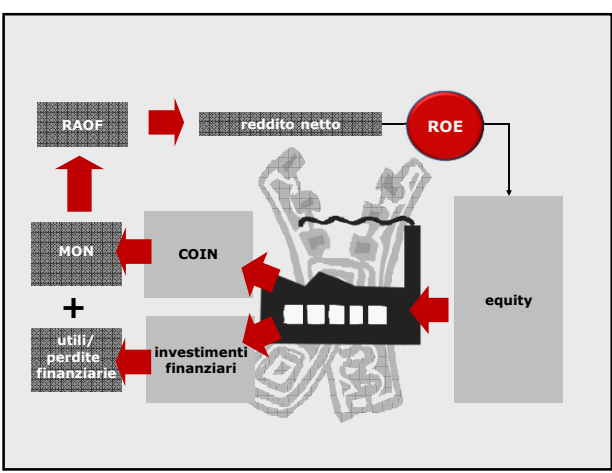 RAOF
reddito netto
ROE
MON
COIN
equity
+
utili/
perdite
finanziarie
investimenti
finanziari